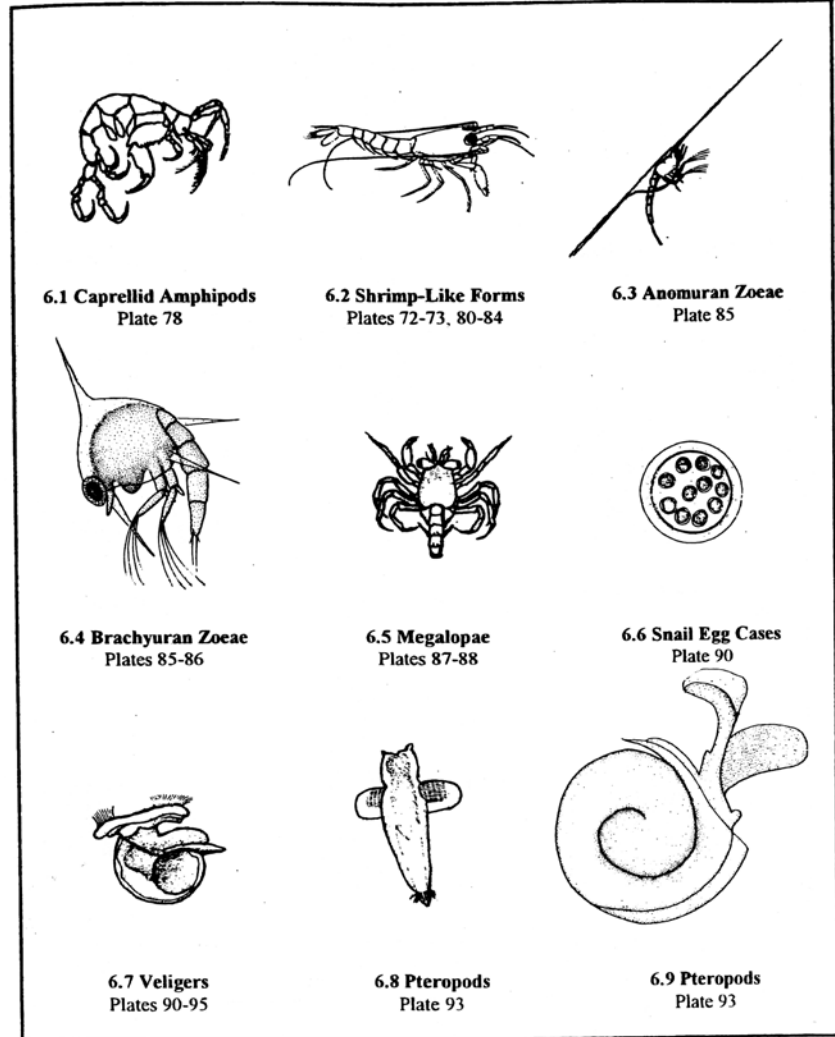 6.1 Caprellid Amphipods
Plate 78
6.2 Shrimp-Like Forms
Plates 72-73, 80-84
6.3 Anomuran Zoeae
Plate 85
6.4 Brachyuran Zoeae
Plates 85-86
6.5 Megalopae
Plates 87-88
6.6 Snail Egg Cases
Plate 90
6.7 Veligers
Plates 90-95
6.8 Pteropods
Plate 93
6.9 Pteropods
Plate 93